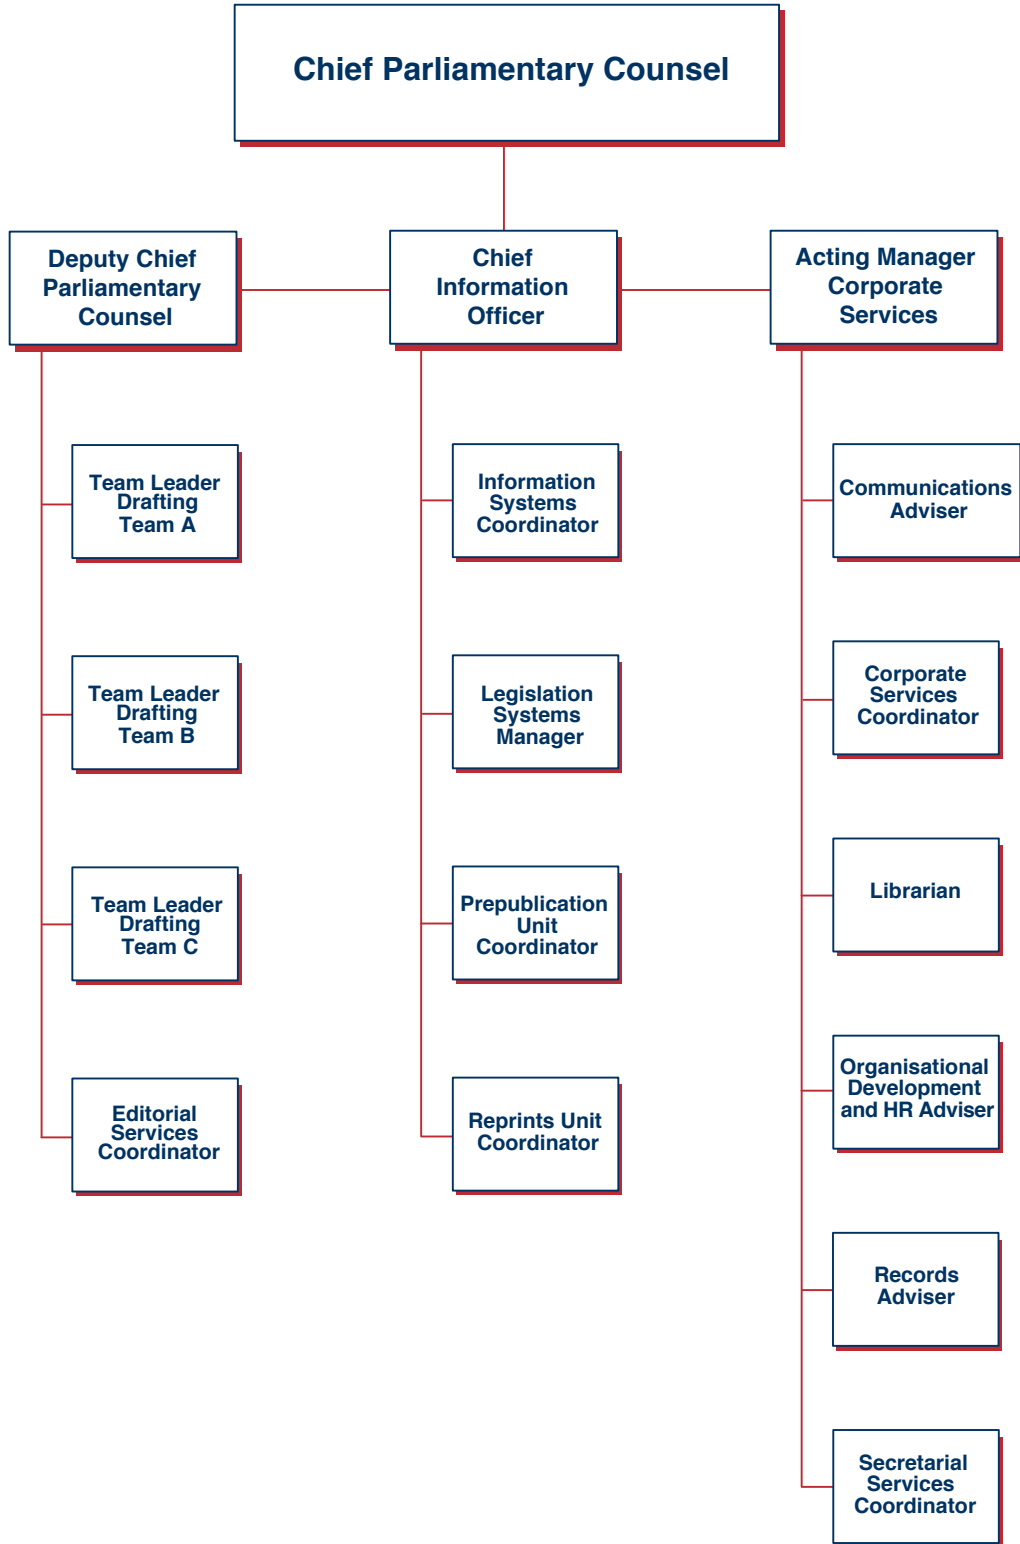 Chief Parliamentary Counsel
Deputy Chief
Parliamentary
Counsel
Chief
Information
Officer
Acting Manager
Corporate
Services
Team Leader
Drafting
Team A
Team Leader
Drafting
Team B
Team Leader
Drafting
Team C
Editorial
Services
Coordinator
Information
Systems
Coordinator
Legislation
Systems
Manager
Prepublication
Unit
Coordinator
Reprints Unit
Coordinator
Communications
Adviser
Corporate
Services
Coordinator
Librarian
Organisational
Development
and HR Adviser
Records
Adviser
Secretarial
Services
Coordinator